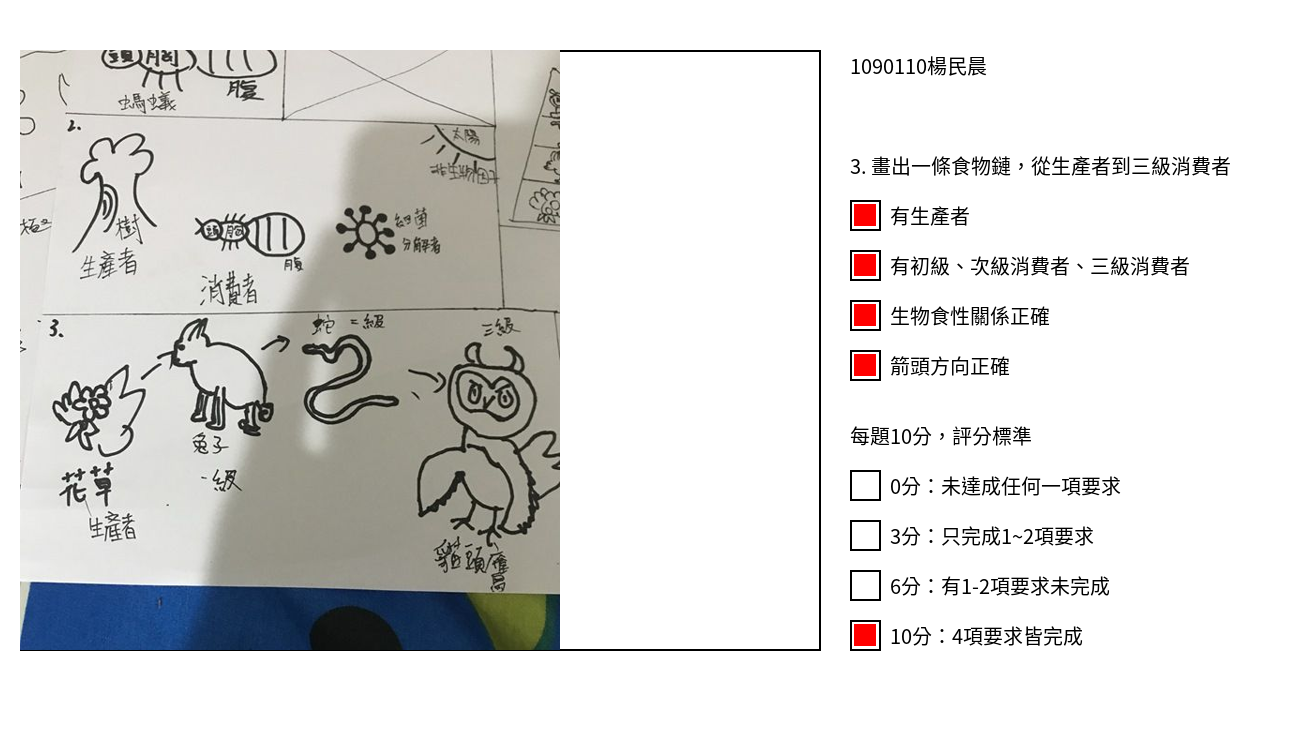 頭 胸
腹
螞蟻
2.
太陽
非生物因子
樹
生產者
頭 胸
腹
消費者
細菌
分解者
3.
蛇 二級
三級
兔子
一級
花草
生產者
貓頭鷹
1090110楊民晨
3. 畫出一條食物鏈，從生產者到三級消費者
有生產者
有初級、次級消費者、三級消費者
生物食性關係正確
箭頭方向正確
每題10分，評分標準
0分：未達成任何一項要求
3分：只完成1~2項要求
6分：有1-2項要求未完成
10分：4項要求皆完成